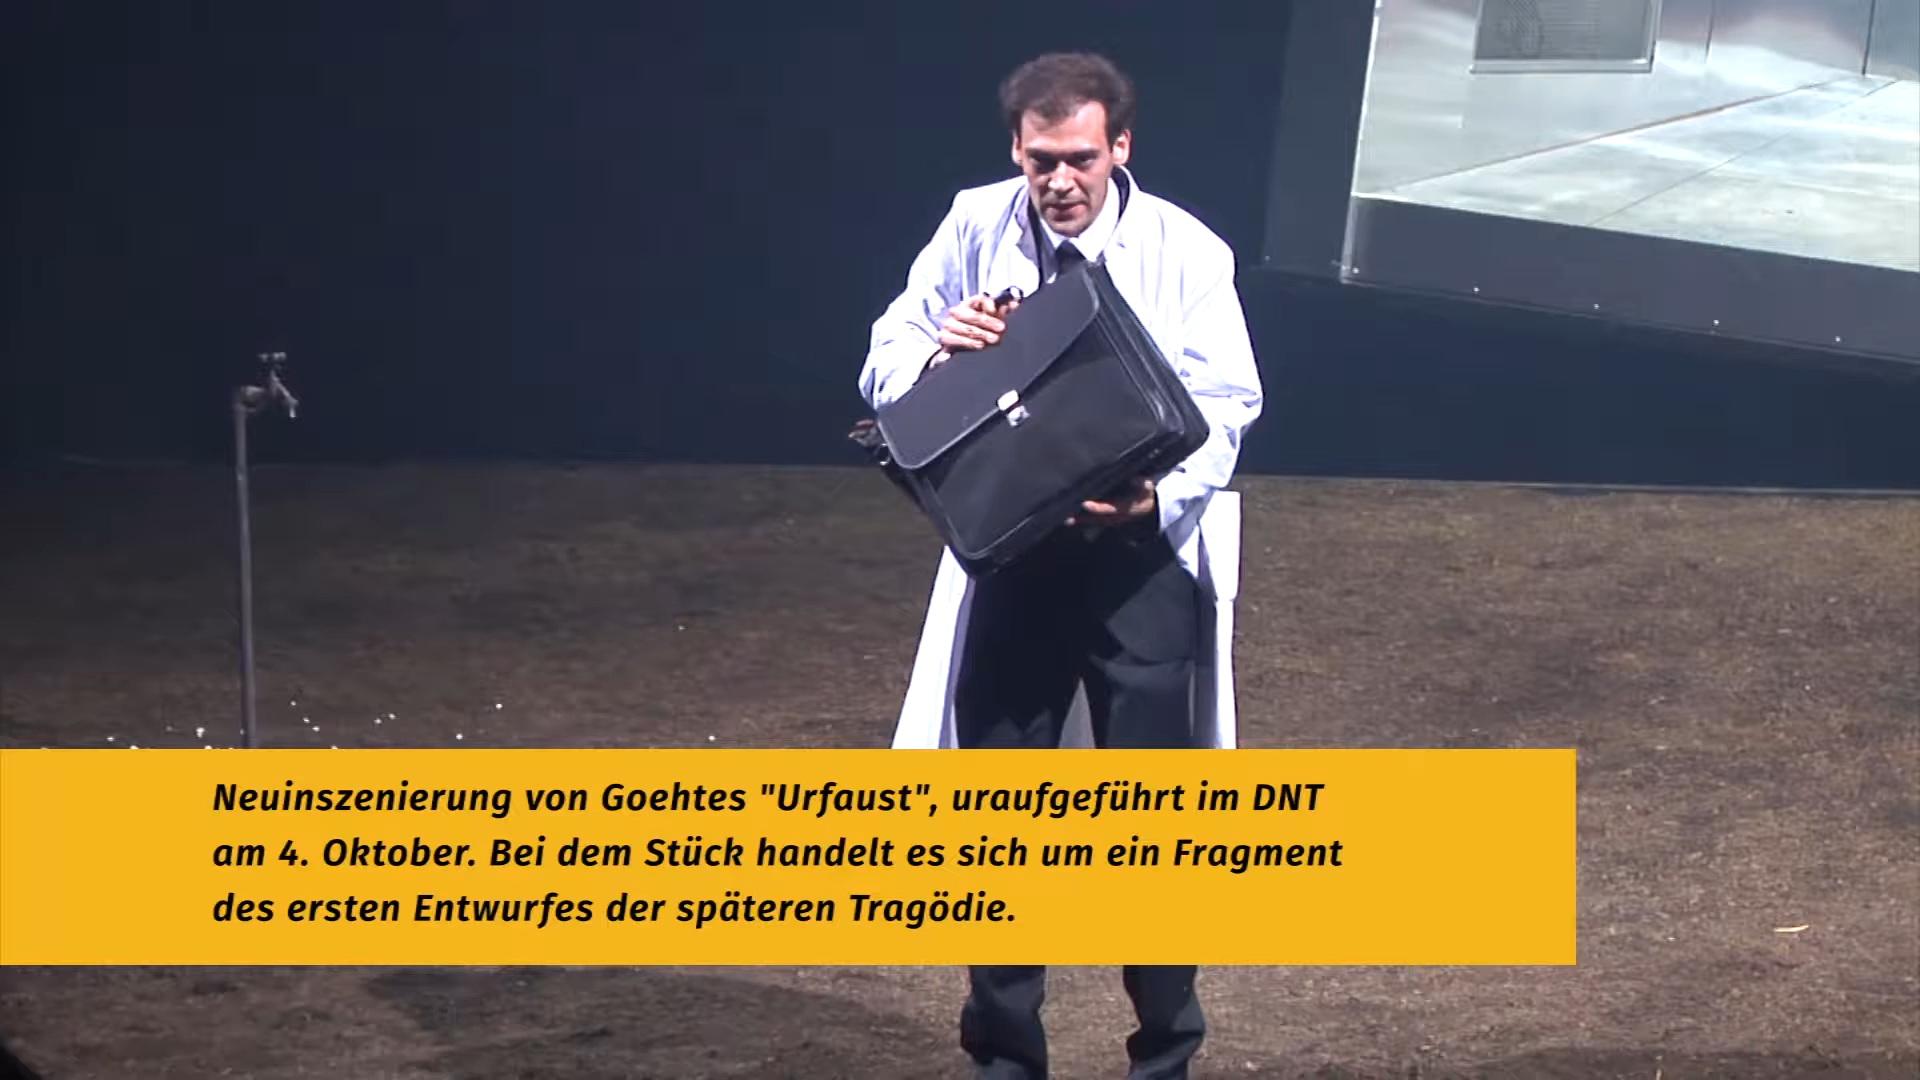 Neuinszenierung von Goehtes "Urfaust", uraufgeführt im DNT
am 4. Oktober. Bei dem Stück handelt es sich um ein Fragment
des ersten Entwurfes der späteren Tragödie.